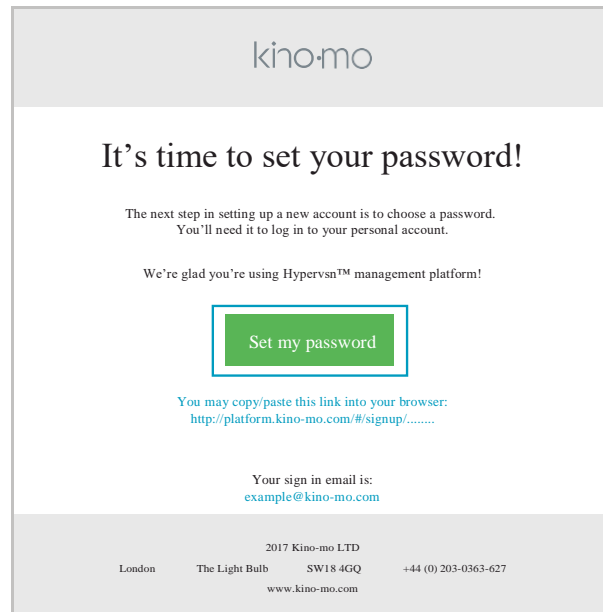 kino·mo
It’s time to set your password!
The next step in setting up a new account is to choose a password.
You’ll need it to log in to your personal account.
We’re glad you’re using Hypervsn™ management platform!
Set my password
You may copy/paste this link into your browser:
http://platform.kino-mo.com/#/signup/........
Your sign in email is:
example@kino-mo.com
2017 Kino-mo LTD
London The Light Bulb SW18 4GQ +44 (0) 203-0363-627
www.kino-mo.com